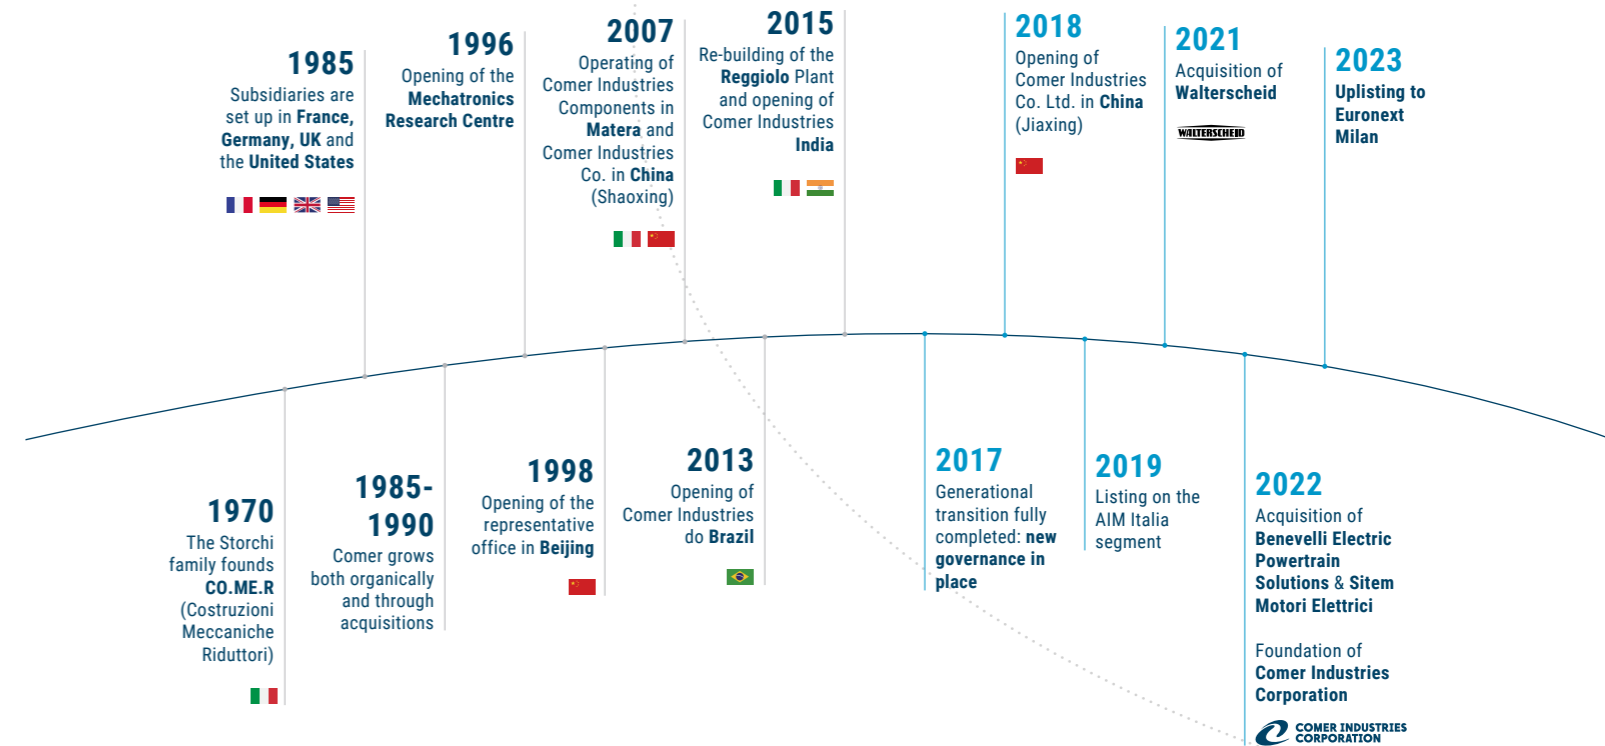 1985
Subsidiaries are
set up in France,
Germany, UK and
the United States
1996
Opening of the
Mechatronics
Research Centre
2007
Operating of
Comer Industries
Components in
Matera and
Comer Industries
Co. in China
(Shaoxing)
2015
Re-building of the
Reggiolo Plant
and opening of
Comer Industries
India
2018
Opening of
Comer Industries
Co. Ltd. in China
(Jiaxing)
2021
Acquisition of
Walterscheid
WALTERSCHEID
2023
Uplisting to
Euronext
Milan
1970
The Storchi
family founds
CO.ME.R
(Costruzioni
Meccaniche
Riduttori)
1985-
1990
Comer grows
both organically
and through
acquisitions
1998
Opening of the
representative
office in Beijing
2013
Opening of
Comer Industries
do Brazil
2017
Generational
transition fully
completed: new
governance in
place
2019
Listing on the
AIM Italia
segment
2022
Acquisition of
Benevelli Electric
Powertrain
Solutions & Sitem
Motori Elettrici
Foundation of
Comer Industries
Corporation
COMER INDUSTRIES
CORPORATION